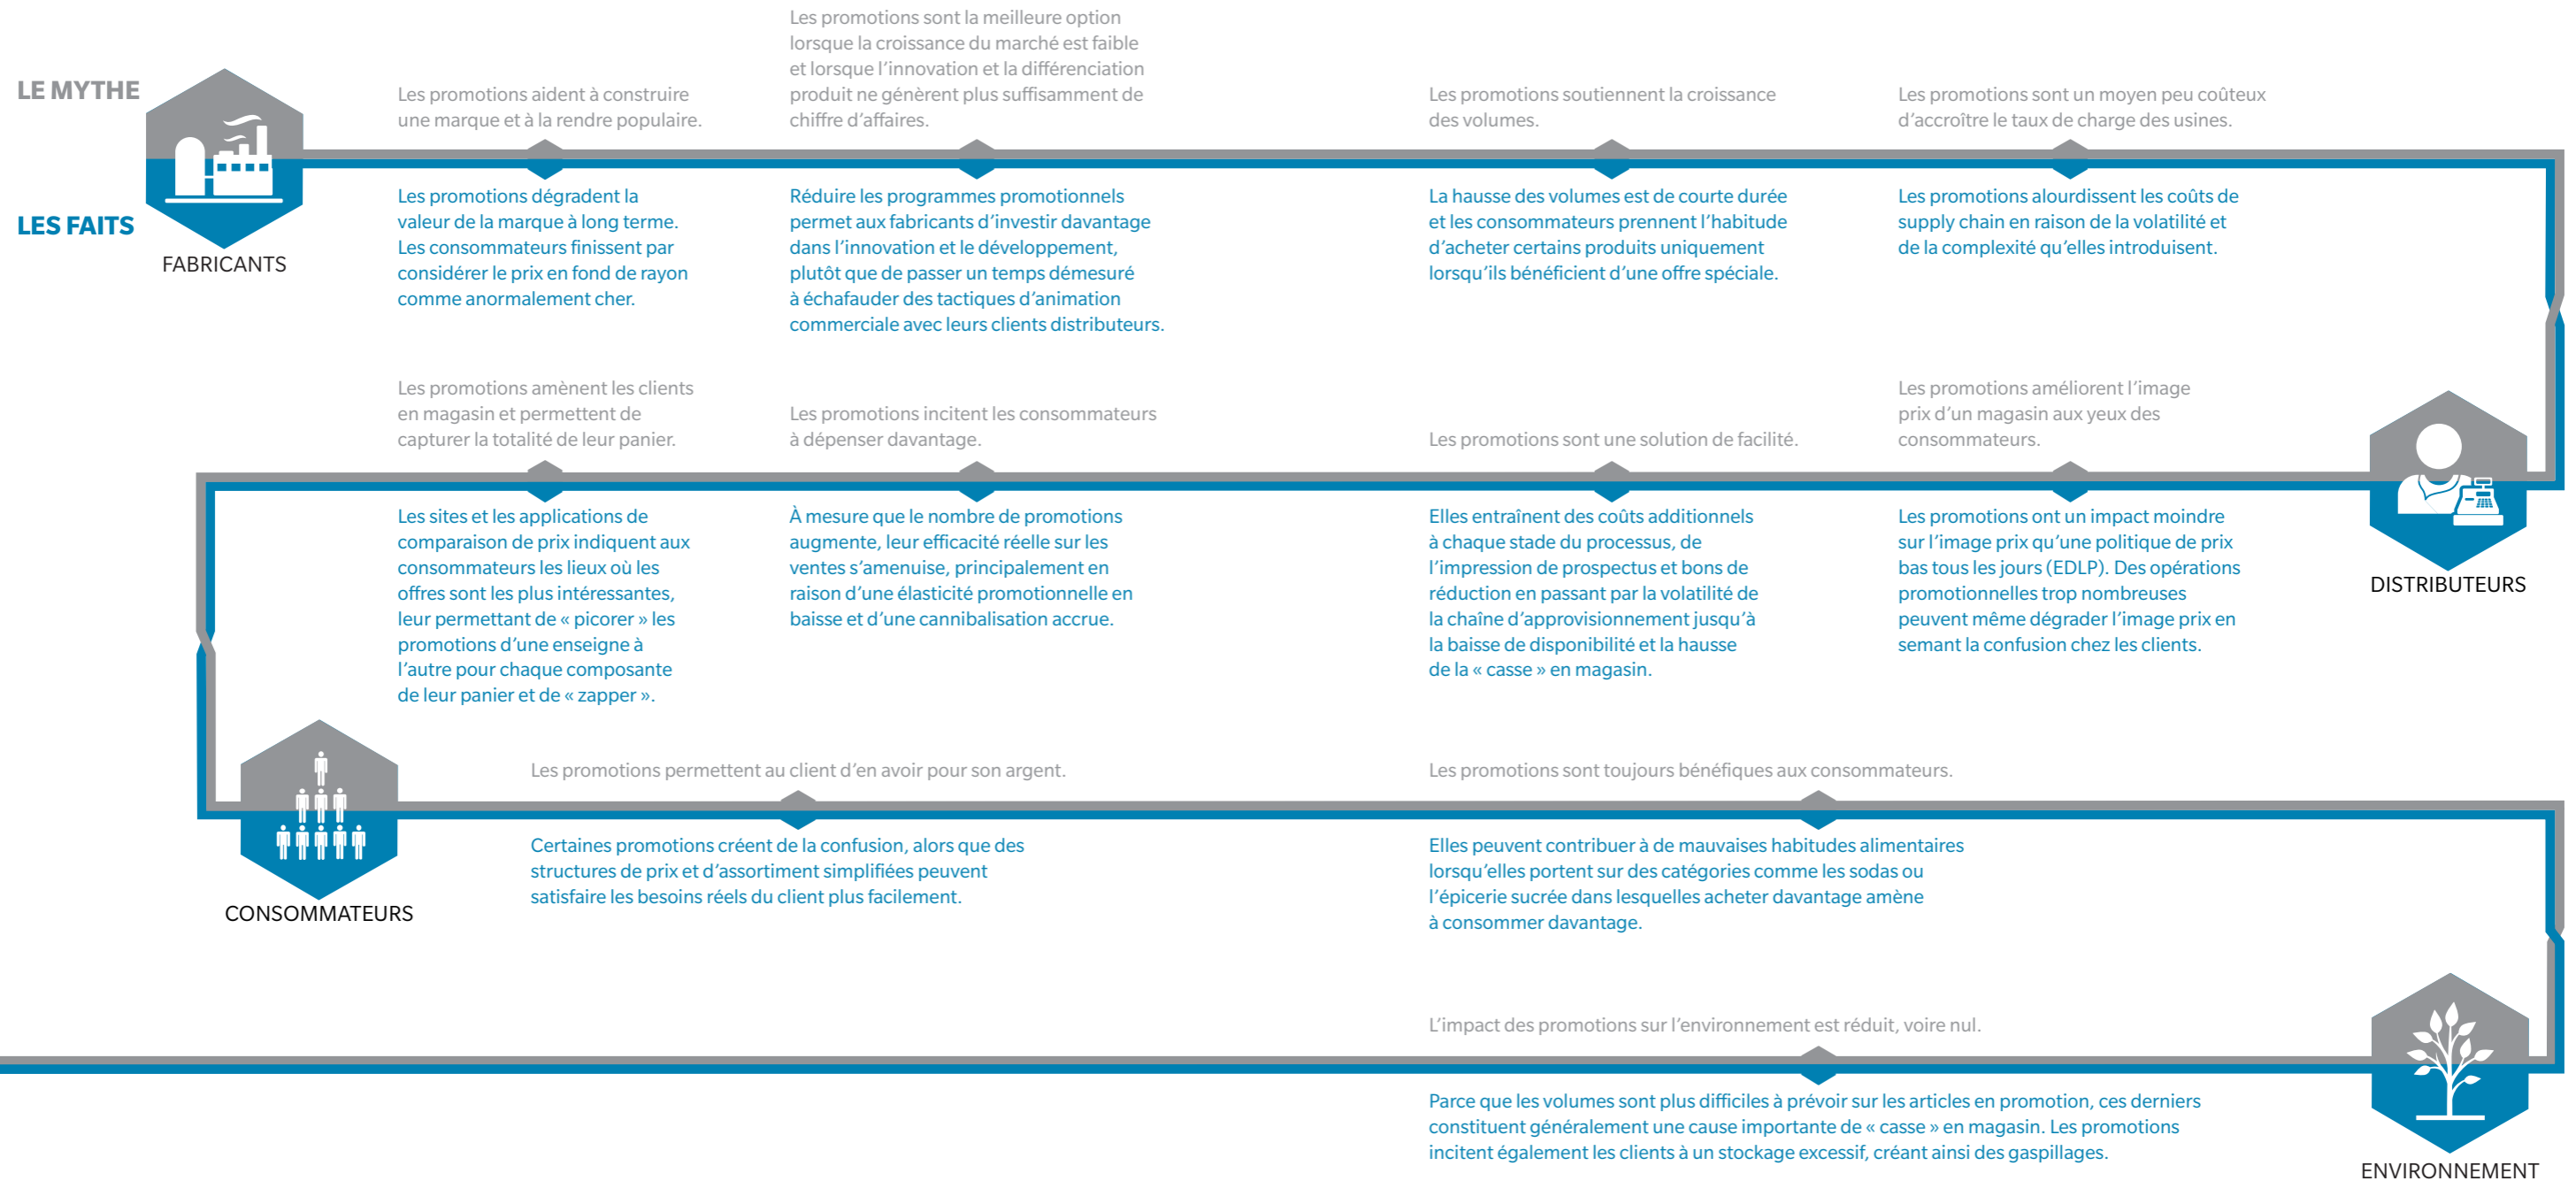 LE MYTHE
LES FAITS
FABRICANTS
Les promotions aident à construire
une marque et à la rendre populaire.
Les promotions dégradent la
valeur de la marque à long terme.
Les consommateurs finissent par
considérer le prix en fond de rayon
comme anormalement cher.
Les promotions sont la meilleure option
lorsque la croissance du marché est faible
et lorsque l'innovation et la différenciation
produit ne génèrent plus suffisamment de
chiffre d'affaires.
Réduire les programmes promotionnels
permet aux fabricants d'investir davantage
dans l'innovation et le développement,
plutôt que de passer un temps démesuré
à échafauder des tactiques d'animation
commerciale avec leurs clients distributeurs.
Les promotions soutiennent la croissance
des volumes.
La hausse des volumes est de courte durée
et les consommateurs prennent l'habitude
d'acheter certains produits uniquement
lorsqu'ils bénéficient d'une offre spéciale.
Les promotions sont un moyen peu coûteux
d'accroître le taux de charge des usines.
Les promotions alourdissent les coûts de
supply chain en raison de la volatilité et
de la complexité qu'elles introduisent.
Les promotions amènent les clients
en magasin et permettent de
capturer la totalité de leur panier.
Les sites et les applications de
comparaison de prix indiquent aux
consommateurs les lieux où les
offres sont les plus intéressantes,
leur permettant de « picorer » les
promotions d'une enseigne à
l'autre pour chaque composante
de leur panier et de « zapper ».
Les promotions incitent les consommateurs
à dépenser davantage.
À mesure que le nombre de promotions
augmente, leur efficacité réelle sur les
ventes s'amenuise, principalement en
raison d'une élasticité promotionnelle en
baisse et d'une cannibalisation accrue.
Les promotions sont une solution de facilité.
Elles entraînent des coûts additionnels
à chaque stade du processus, de
l'impression de prospectus et bons de
réduction en passant par la volatilité de
la chaîne d'approvisionnement jusqu'à
la baisse de disponibilité et la hausse
de la « casse » en magasin.
Les promotions améliorent l'image
prix d'un magasin aux yeux des
consommateurs.
Les promotions ont un impact moindre
sur l'image prix qu'une politique de prix
bas tous les jours (EDLP). Des opérations
promotionnelles trop nombreuses
peuvent même dégrader l'image prix en
semant la confusion chez les clients.
DISTRIBUTEURS
CONSOMMATEURS
Les promotions permettent au client d'en avoir pour son argent.
Certaines promotions créent de la confusion, alors que des
structures de prix et d'assortiment simplifiées peuvent
satisfaire les besoins réels du client plus facilement.
Les promotions sont toujours bénéfiques aux consommateurs.
Elles peuvent contribuer à de mauvaises habitudes alimentaires
lorsqu'elles portent sur des catégories comme les sodas ou
l'épicerie sucrée dans lesquelles acheter davantage amène
à consommer davantage.
L'impact des promotions sur l'environnement est réduit, voire nul.
Parce que les volumes sont plus difficiles à prévoir sur les articles en promotion, ces derniers
constituent généralement une cause importante de « casse » en magasin. Les promotions
incitent également les clients à un stockage excessif, créant ainsi des gaspillages.
ENVIRONNEMENT